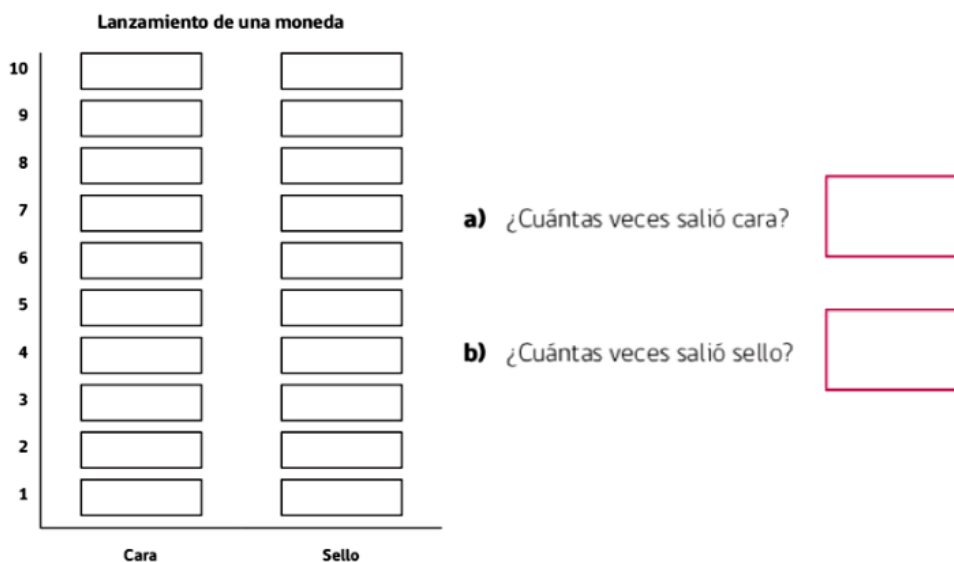 Lanzamiento de una moneda
10
9
8
7
6
5
4
3
2
1
Cara Sello
a) ¿Cuántas veces salió cara?
b) ¿Cuántas veces salió sello?